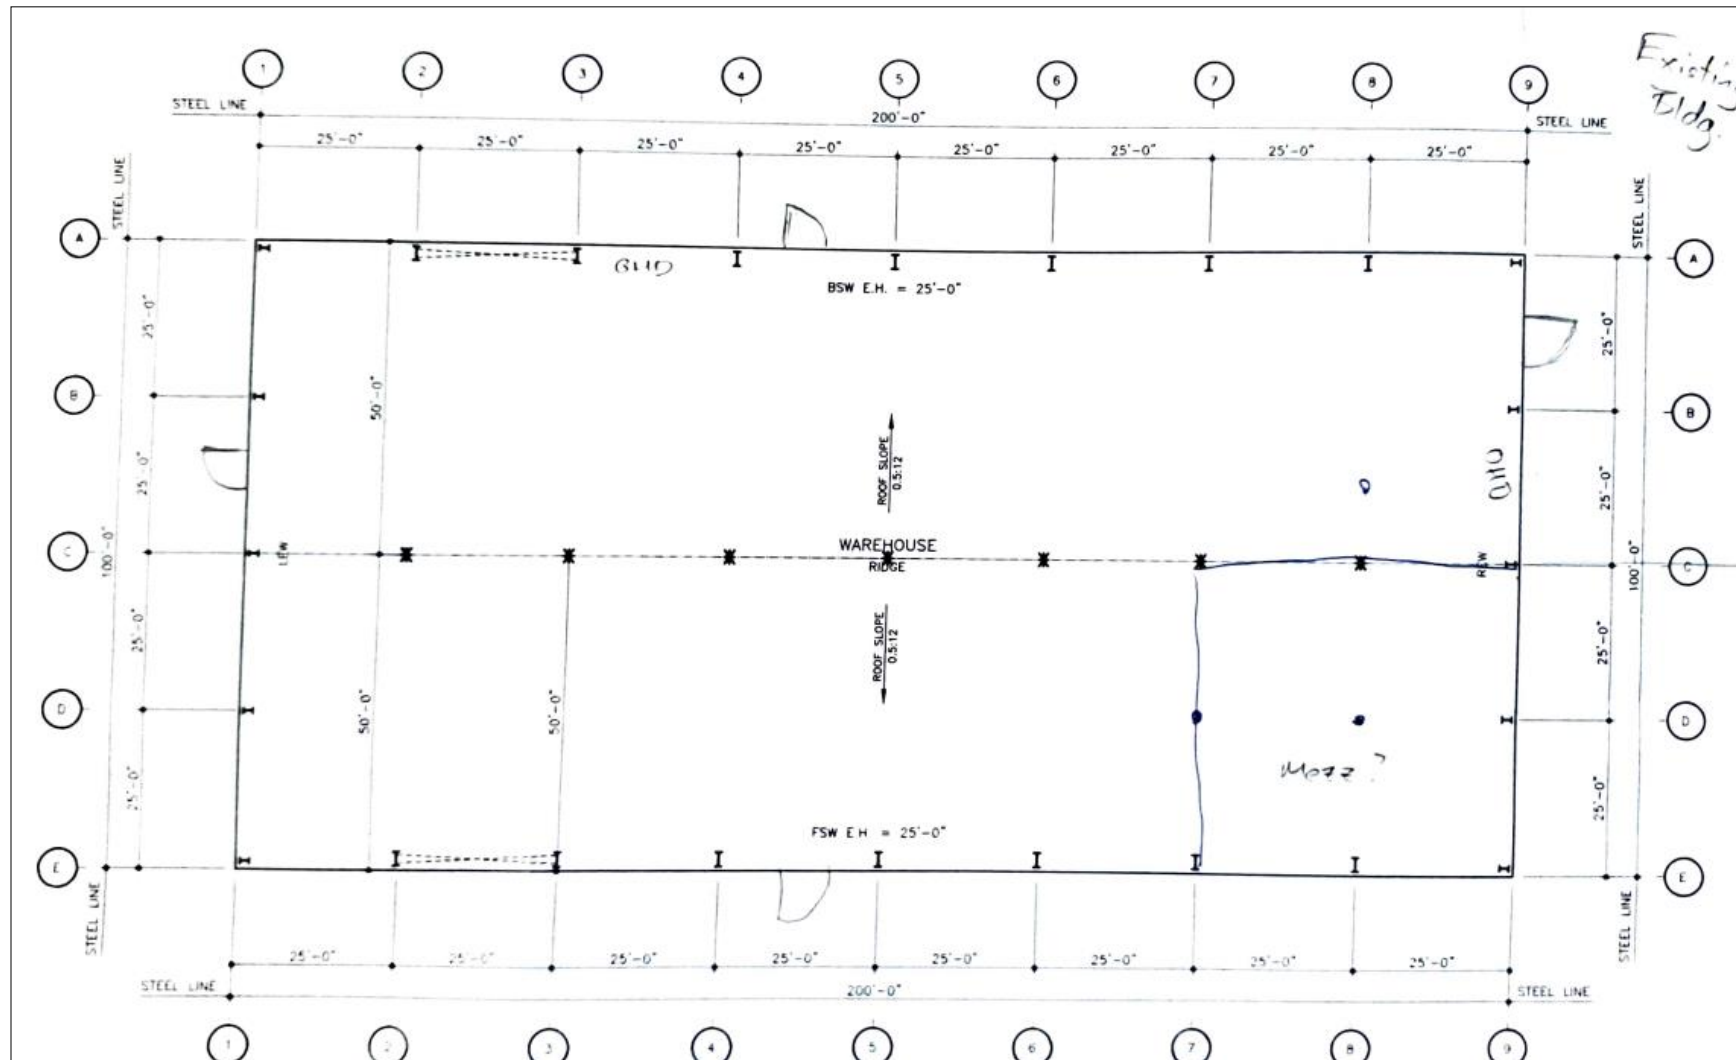 Existing
Bldg.
1 2 3 4 5 6 7 8 9
STEEL LINE
200'-0"
STEEL LINE
25'-0" 25'-0" 25'-0" 25'-0" 25'-0" 25'-0" 25'-0" 25'-0"
STEEL LINE
STEEL LINE
A
A
OHD
BSW E.H. = 25'-0"
25'-0"
25'-0"
B
B
50'-0"
OHD
ROOF SLOPE
0.5:12
25'-0"
25'-0"
WAREHOUSE
RIDGE
C
LEW
REW
C
100'-0"
100'-0"
ROOF SLOPE
0.5:12
25'-0"
25'-0"
50'-0"
50'-0"
D
D
Mezz ?
25'-0"
25'-0"
FSW E.H = 25'-0"
E
E
STEEL LINE
STEEL LINE
25'-0" 25'-0" 25'-0" 25'-0" 25'-0" 25'-0" 25'-0" 25'-0"
STEEL LINE
200'-0"
STEEL LINE
1 2 3 4 5 6 7 8 9